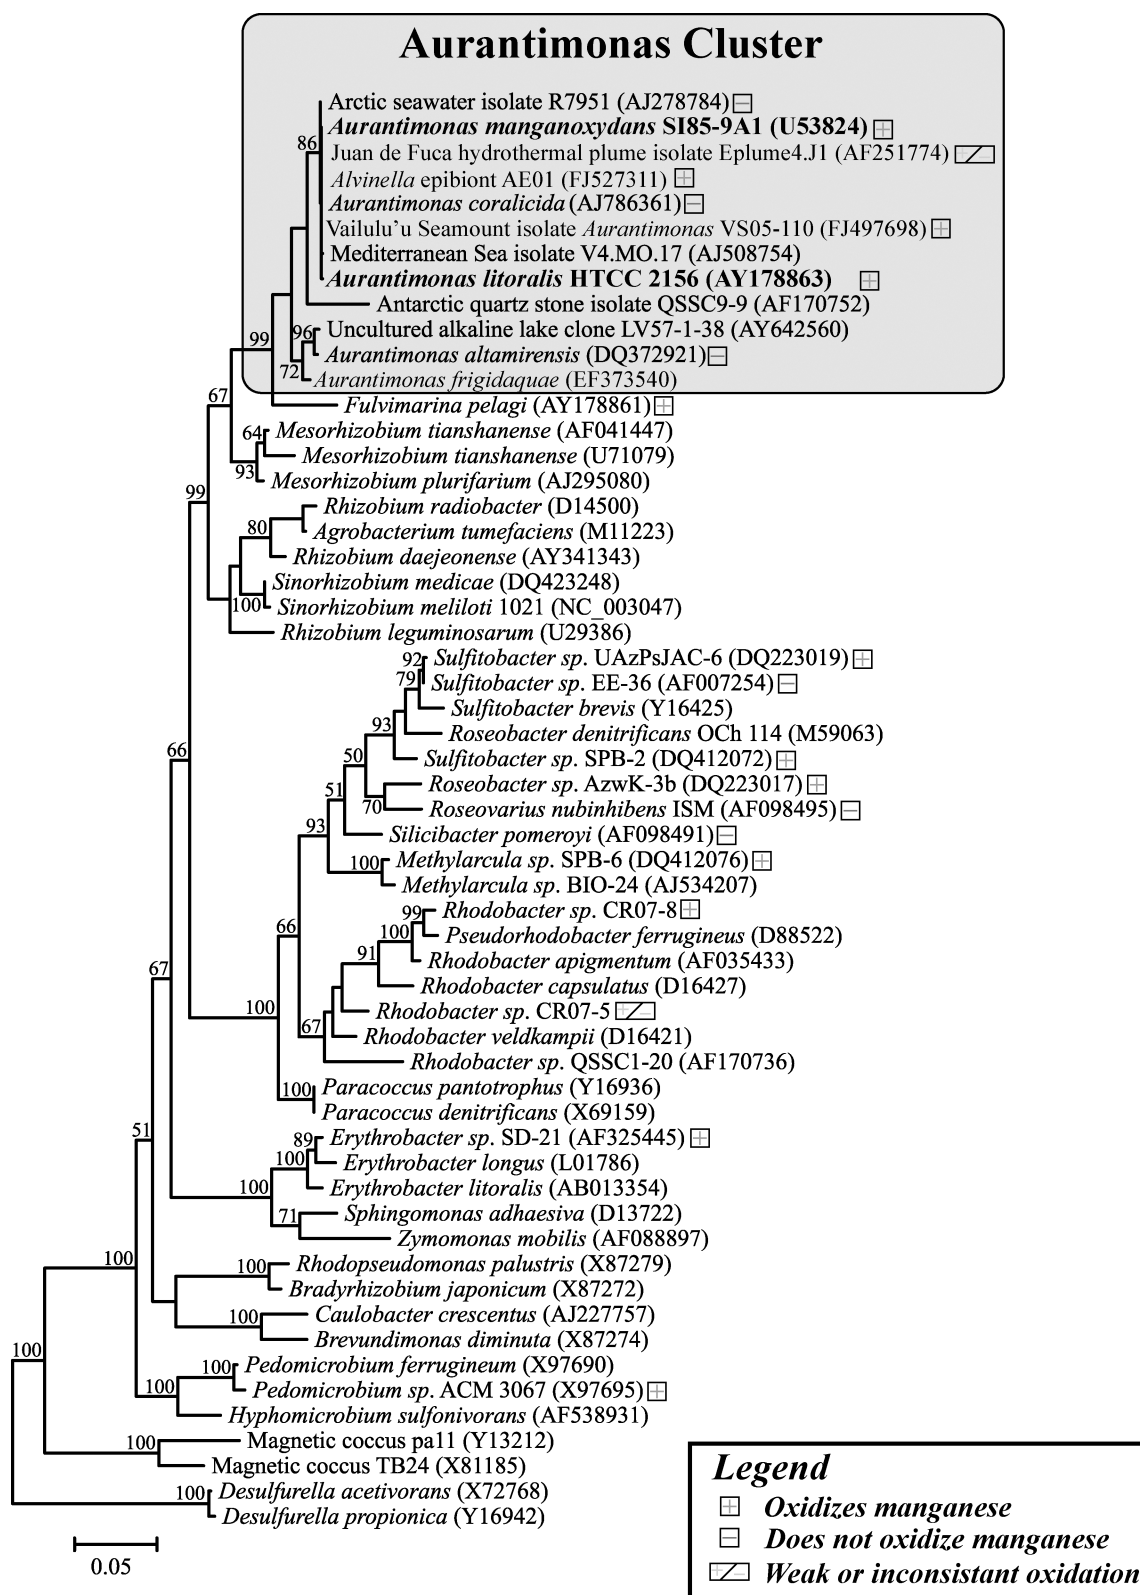 Aurantimonas Cluster
Arctic seawater isolate R7951 (AJ278784) −
Aurantimonas manganoxydans SI85-9A1 (U53824) +
86
Juan de Fuca hydrothermal plume isolate Eplume4.J1 (AF251774) +/−
Alvinella epibiont AE01 (FJ527311) +
Aurantimonas coralicida (AJ786361) −
Vailulu’u Seamount isolate Aurantimonas VS05-110 (FJ497698) +
Mediterranean Sea isolate V4.MO.17 (AJ508754)
Aurantimonas litoralis HTCC 2156 (AY178863) +
Antarctic quartz stone isolate QSSC9-9 (AF170752)
96 Uncultured alkaline lake clone LV57-1-38 (AY642560)
99
Aurantimonas altamirensis (DQ372921) −
72
Aurantimonas frigidaquae (EF373540)
67
Fulvimarina pelagi (AY178861) +
64 Mesorhizobium tianshanense (AF041447)
Mesorhizobium tianshanense (U71079)
93
Mesorhizobium plurifarium (AJ295080)
99
Rhizobium radiobacter (D14500)
80
Agrobacterium tumefaciens (M11223)
Rhizobium daejeonense (AY341343)
Sinorhizobium medicae (DQ423248)
100 Sinorhizobium meliloti 1021 (NC_003047)
Rhizobium leguminosarum (U29386)
92 Sulfitobacter sp. UAzPsJAC-6 (DQ223019) +
79 Sulfitobacter sp. EE-36 (AF007254) −
Sulfitobacter brevis (Y16425)
93
Roseobacter denitrificans OCh 114 (M59063)
66
50 Sulfitobacter sp. SPB-2 (DQ412072) +
Roseobacter sp. AzwK-3b (DQ223017) +
51
70 Roseovarius nubinhibens ISM (AF098495) −
93 Silicibacter pomeroyi (AF098491) −
100 Methylarcula sp. SPB-6 (DQ412076) +
Methylarcula sp. BIO-24 (AJ534207)
99 Rhodobacter sp. CR07-8 +
66
100 Pseudorhodobacter ferrugineus (D88522)
91 Rhodobacter apigmentum (AF035433)
67
Rhodobacter capsulatus (D16427)
100 Rhodobacter sp. CR07-5 +/−
67 Rhodobacter veldkampii (D16421)
Rhodobacter sp. QSSC1-20 (AF170736)
100 Paracoccus pantotrophus (Y16936)
Paracoccus denitrificans (X69159)
51
89 Erythrobacter sp. SD-21 (AF325445) +
100 Erythrobacter longus (L01786)
100 Erythrobacter litoralis (AB013354)
71 Sphingomonas adhaesiva (D13722)
Zymomonas mobilis (AF088897)
100
100 Rhodopseudomonas palustris (X87279)
Bradyrhizobium japonicum (X87272)
100 Caulobacter crescentus (AJ227757)
Brevundimonas diminuta (X87274)
100
100 Pedomicrobium ferrugineum (X97690)
100 Pedomicrobium sp. ACM 3067 (X97695) +
Hyphomicrobium sulfonivorans (AF538931)
100 Magnetic coccus pa11 (Y13212)
Magnetic coccus TB24 (X81185)
100 Desulfurella acetivorans (X72768)
Desulfurella propionica (Y16942)
0.05
Legend
+ Oxidizes manganese
− Does not oxidize manganese
+/− Weak or inconsistant oxidation